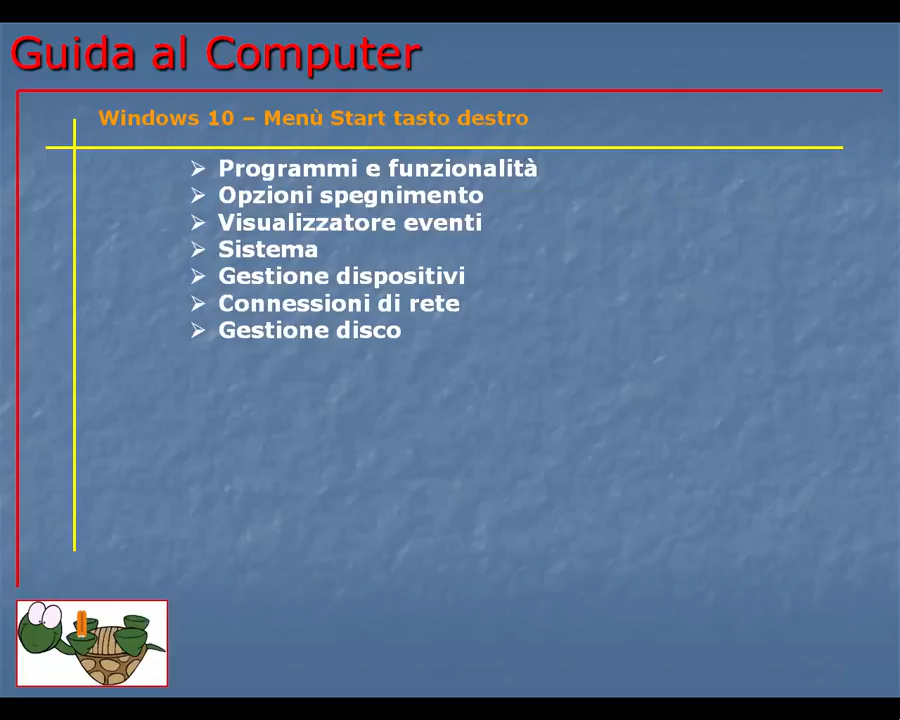 Guida al Computer
Windows 10 – Menù Start tasto destro
Programmi e funzionalità
Opzioni spegnimento
Visualizzatore eventi
Sistema
Gestione dispositivi
Connessioni di rete
Gestione disco